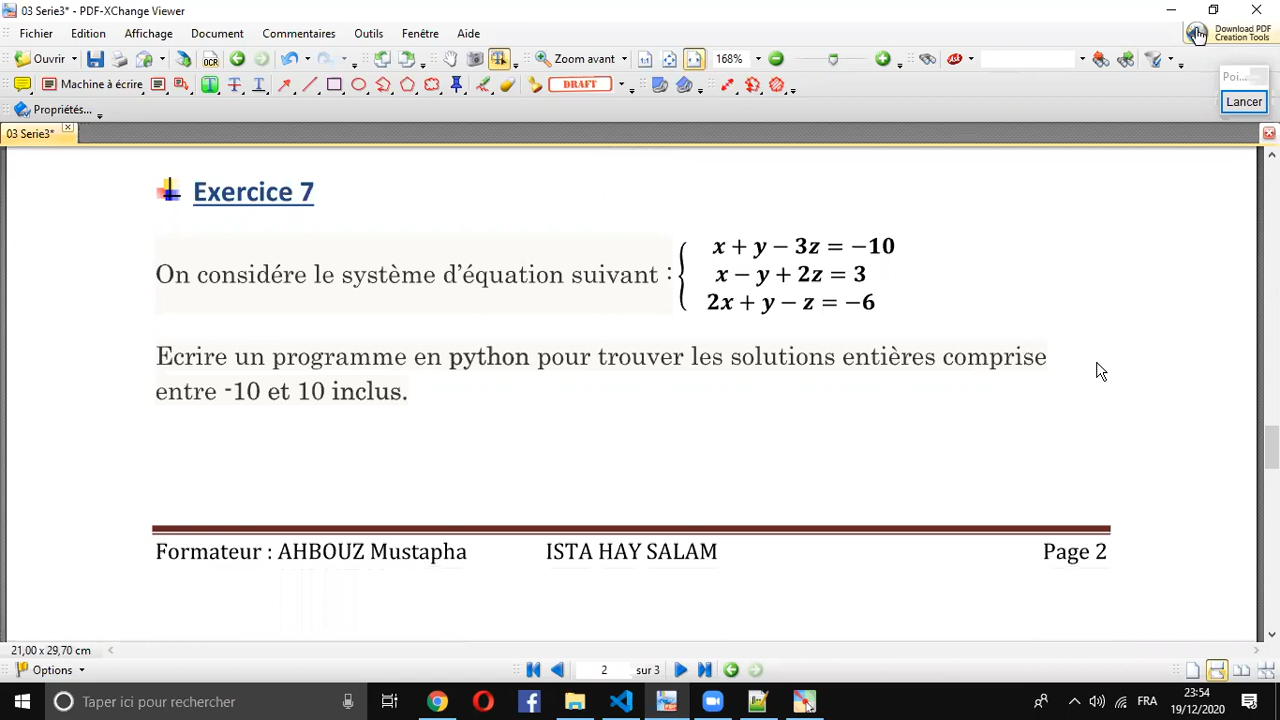 03 Serie3* - PDF-XChange Viewer
Fichier Edition Affichage Document Commentaires Outils Fenêtre Aide
Download PDF
Creation Tools
Ouvrir OCR Zoom avant 168%
Machine à écrire T T T DRAFT
Poi...
Lancer
Propriétés.
03 Serie3*
Exercice 7
x + y − 3z = −10
On considére le système d’équation suivant : x − y + 2z = 3
2x + y − z = −6
Ecrire un programme en python pour trouver les solutions entières comprise
entre -10 et 10 inclus.
Formateur : AHBOUZ Mustapha ISTA HAY SALAM Page 2
21,00 x 29,70 cm
Options 2 sur 3
Taper ici pour rechercher FRA 23:54
19/12/2020